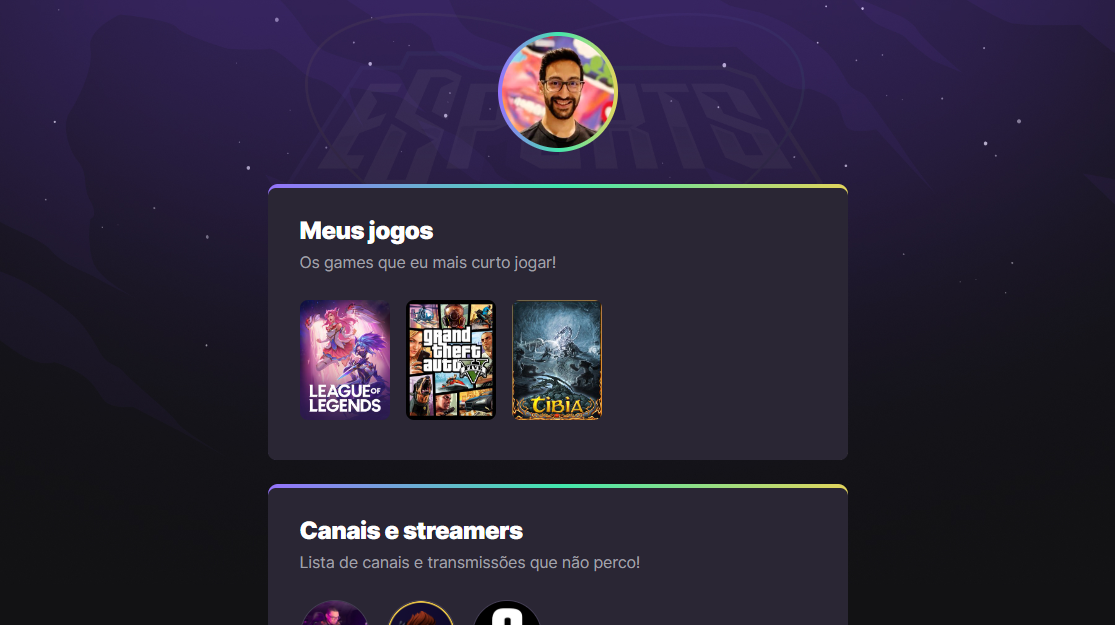 ESPORTS
Meus jogos
Os games que eu mais curto jogar!
LEAGUE OF
LEGENDS
grand
theft
auto V
TIBIA
Canais e streamers
Lista de canais e transmissões que não perco!